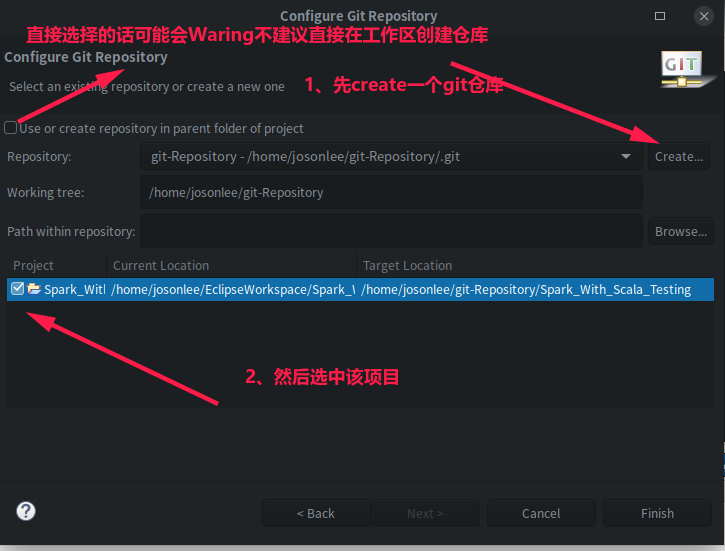 Configure Git Repository
直接选择的话可能会Waring不建议直接在工作区创建仓库
Configure Git Repository
GIT
Select an existing repository or create a new one
1、先create一个git仓库
Use or create repository in parent folder of project
Repository: git-Repository - /home/josonlee/git-Repository/.git Create...
Working tree: /home/josonlee/git-Repository
Path within repository: Browse...
Project Current Location Target Location
Spark_Witl /home/josonlee/EclipseWorkspace/Spark_V /home/josonlee/git-Repository/Spark_With_Scala_Testing
2、然后选中该项目
? < Back Next > Cancel Finish